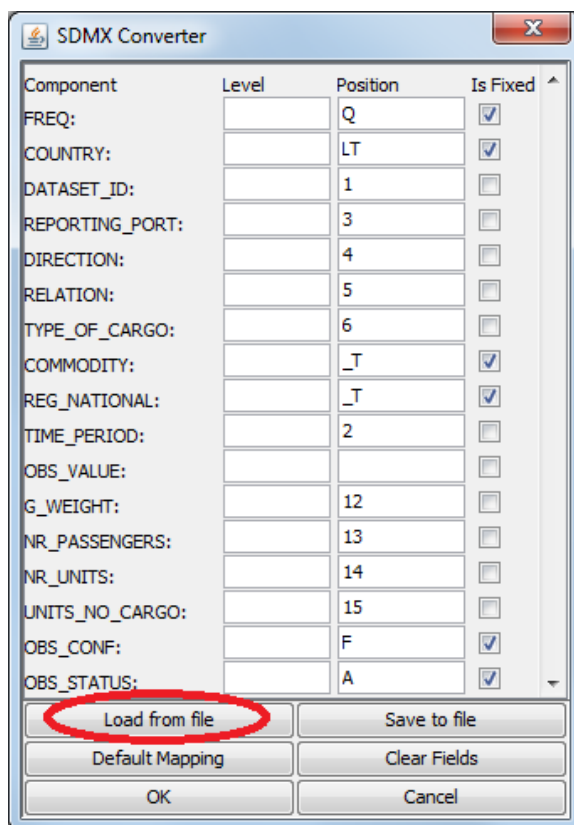 SDMX Converter
Component Level Position Is Fixed
FREQ: Q
COUNTRY: LT
DATASET_ID: 1
REPORTING_PORT: 3
DIRECTION: 4
RELATION: 5
TYPE_OF_CARGO: 6
COMMODITY: _T
REG_NATIONAL: _T
TIME_PERIOD: 2
OBS_VALUE:
G_WEIGHT: 12
NR_PASSENGERS: 13
NR_UNITS: 14
UNITS_NO_CARGO: 15
OBS_CONF: F
OBS_STATUS: A
Load from file Save to file
Default Mapping Clear Fields
OK Cancel